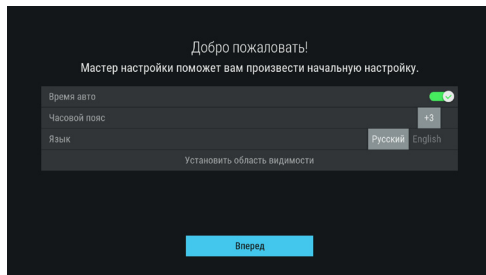 Добро пожаловать!
Мастер настройки поможет вам произвести начальную настройку.
Время авто
Часовой пояс +3
Язык Русский English
Установить область видимости
Вперед